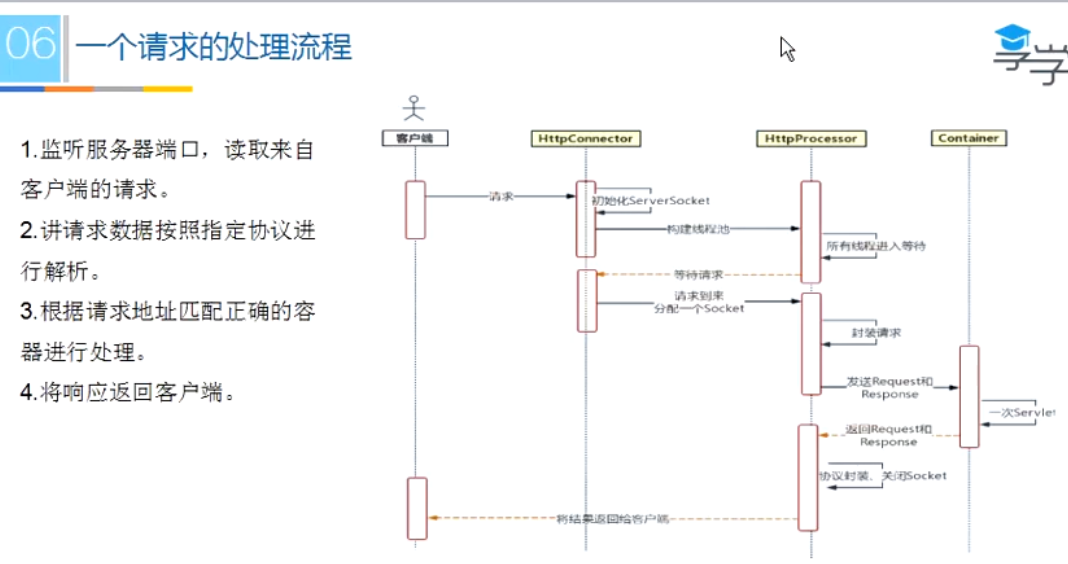 06 一个请求的处理流程
学学
1.监听服务器端口，读取来自
客户端的请求。
2.讲请求数据按照指定协议进
行解析。
3.根据请求地址匹配正确的容
器进行处理。
4.将响应返回客户端。
客户端
HttpConnector
HttpProcessor
Container
请求
初始化ServerSocket
构建线程池
所有线程进入等待
等待请求
请求到来
分配一个Socket
封装请求
发送Request和
Response
一次Servlet
返回Request和
Response
协议封装、关闭Socket
将结果返回给客户端